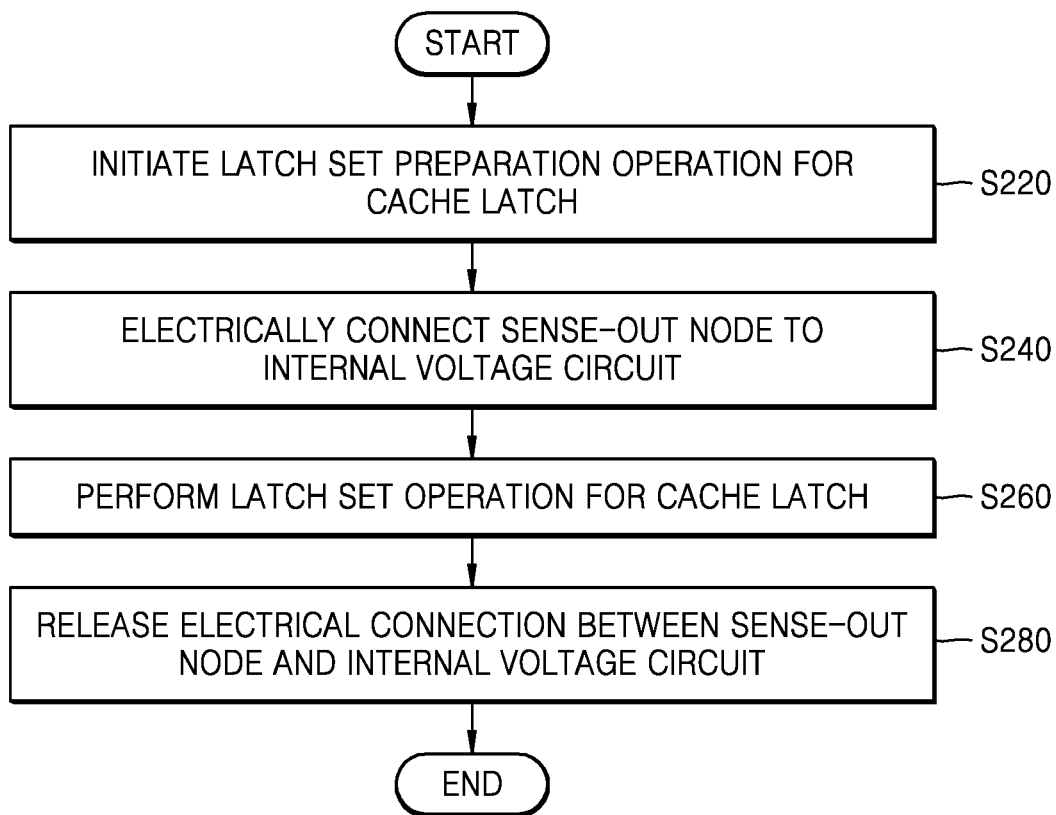 START
INITIATE LATCH SET PREPARATION OPERATION FOR
CACHE LATCH
S220
ELECTRICALLY CONNECT SENSE-OUT NODE TO
INTERNAL VOLTAGE CIRCUIT
S240
PERFORM LATCH SET OPERATION FOR CACHE LATCH
S260
RELEASE ELECTRICAL CONNECTION BETWEEN SENSE-OUT
NODE AND INTERNAL VOLTAGE CIRCUIT
S280
END